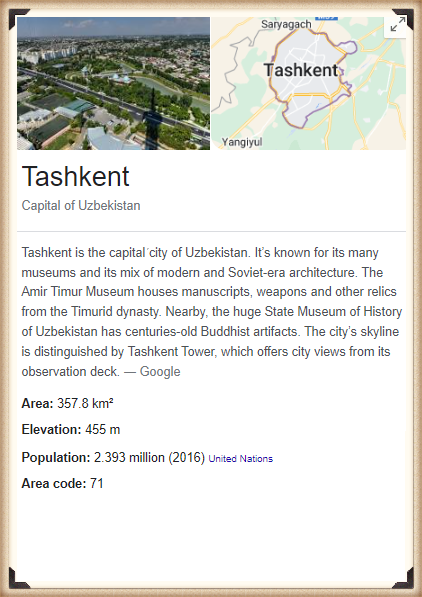 Saryagach
Tashkent
Yangiyul
Tashkent
Capital of Uzbekistan
Tashkent is the capital city of Uzbekistan. It's known for its many
museums and its mix of modern and Soviet-era architecture. The
Amir Timur Museum houses manuscripts, weapons and other relics
from the Timurid dynasty. Nearby, the huge State Museum of History
of Uzbekistan has centuries-old Buddhist artifacts. The city's skyline
is distinguished by Tashkent Tower, which offers city views from its
observation deck. — Google
Area: 357.8 km²
Elevation: 455 m
Population: 2.393 million (2016) United Nations
Area code: 71